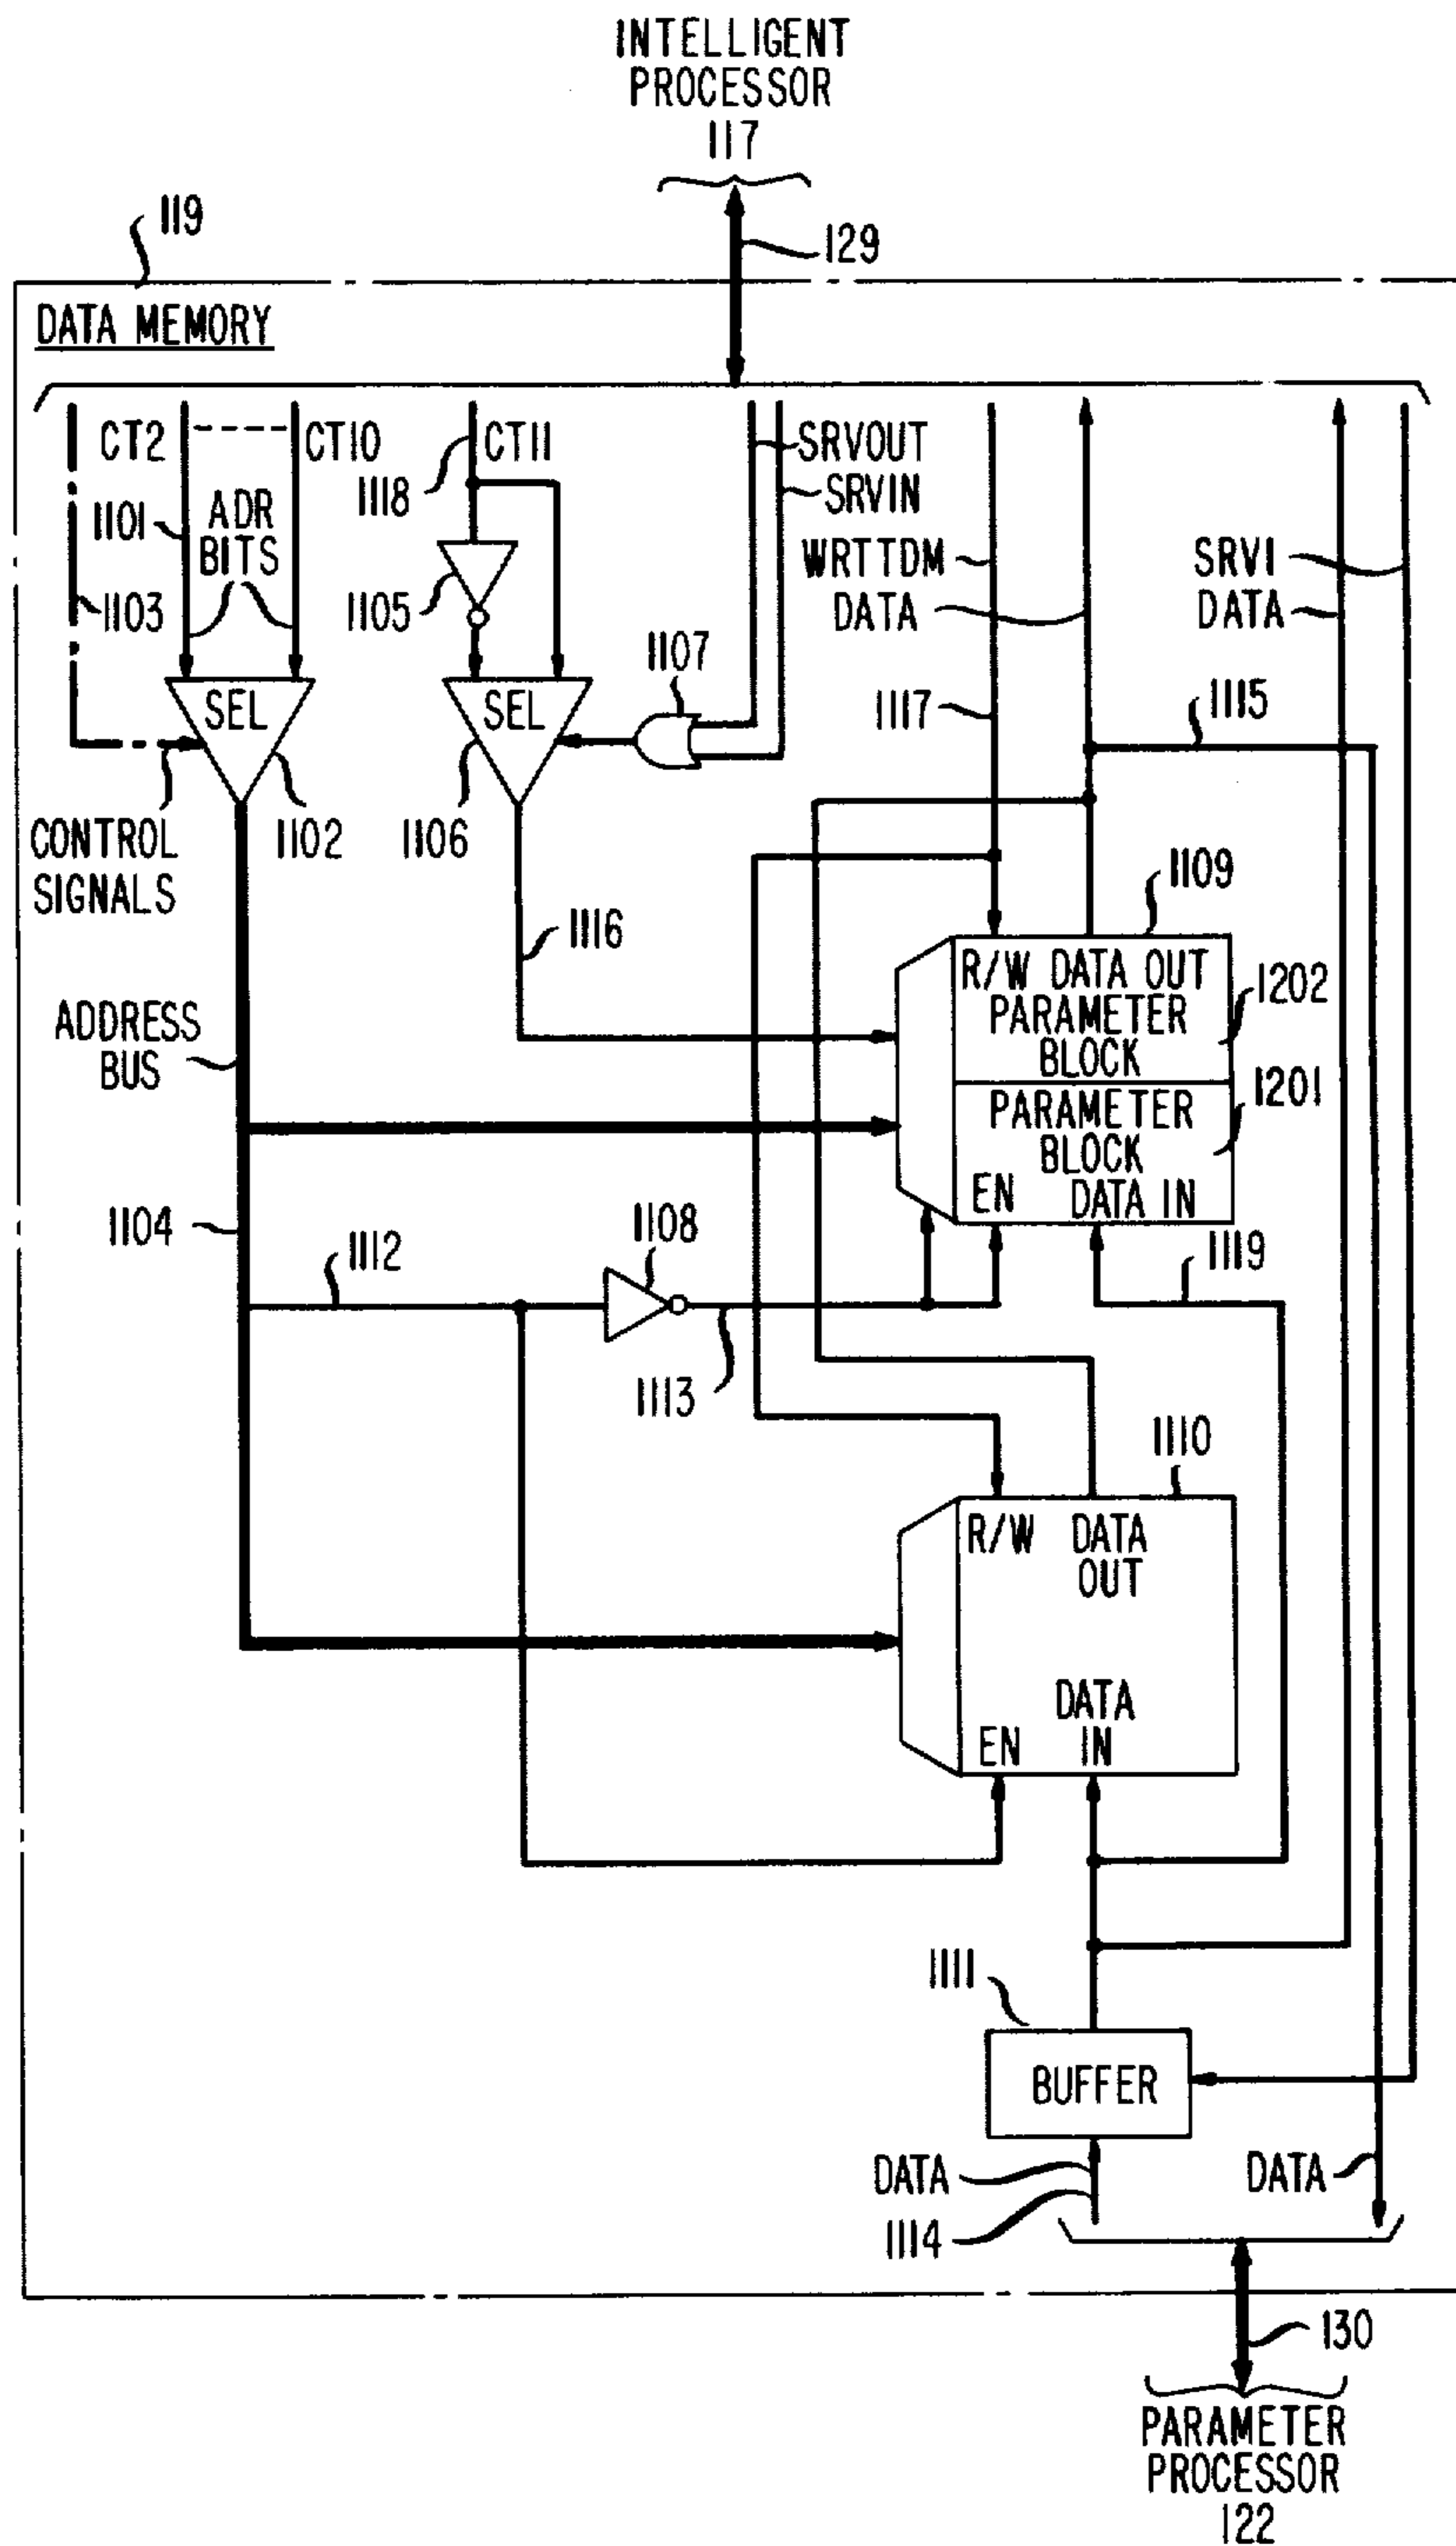 INTELLIGENT
PROCESSOR
117
129
119
DATA MEMORY
CT2
CT10
CT11
SRVOUT
SRVIN
1118
1101
ADR
BITS
WRTTDM
DATA
SRVI
DATA
1103
1105
1107
SEL
SEL
1117
1115
CONTROL
SIGNALS
1102
1106
1109
1116
R/W DATA OUT
PARAMETER
BLOCK
1202
ADDRESS
BUS
PARAMETER
BLOCK
1201
EN
DATA IN
1104
1112
1108
1119
1113
1110
R/W
DATA
OUT
DATA
IN
EN
1111
BUFFER
DATA
1114
DATA
130
PARAMETER
PROCESSOR
122